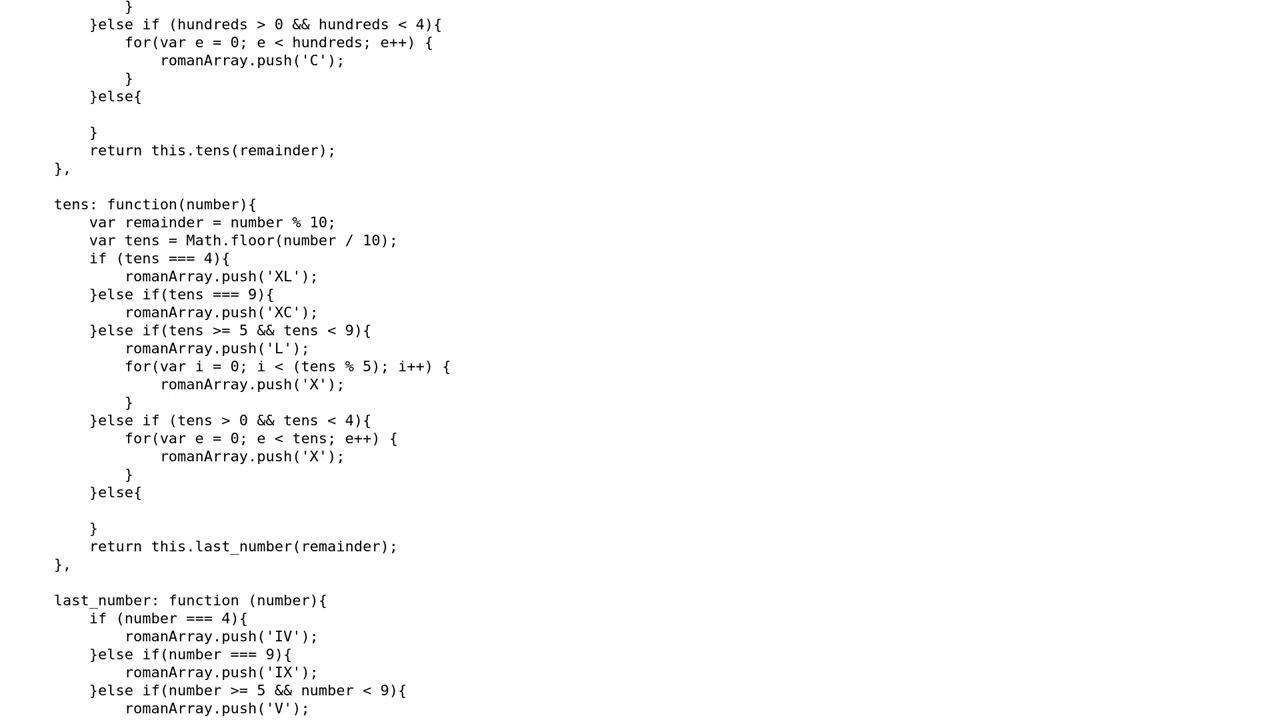 }
    }else if (hundreds > 0 && hundreds < 4){
        for(var e = 0; e < hundreds; e++) {
            romanArray.push('C');
        }
    }else{

    }
    return this.tens(remainder);
},

tens: function(number){
    var remainder = number % 10;
    var tens = Math.floor(number / 10);
    if (tens === 4){
        romanArray.push('XL');
    }else if(tens === 9){
        romanArray.push('XC');
    }else if(tens >= 5 && tens < 9){
        romanArray.push('L');
        for(var i = 0; i < (tens % 5); i++) {
            romanArray.push('X');
        }
    }else if (tens > 0 && tens < 4){
        for(var e = 0; e < tens; e++) {
            romanArray.push('X');
        }
    }else{

    }
    return this.last_number(remainder);
},

last_number: function (number){
    if (number === 4){
        romanArray.push('IV');
    }else if(number === 9){
        romanArray.push('IX');
    }else if(number >= 5 && number < 9){
        romanArray.push('V');